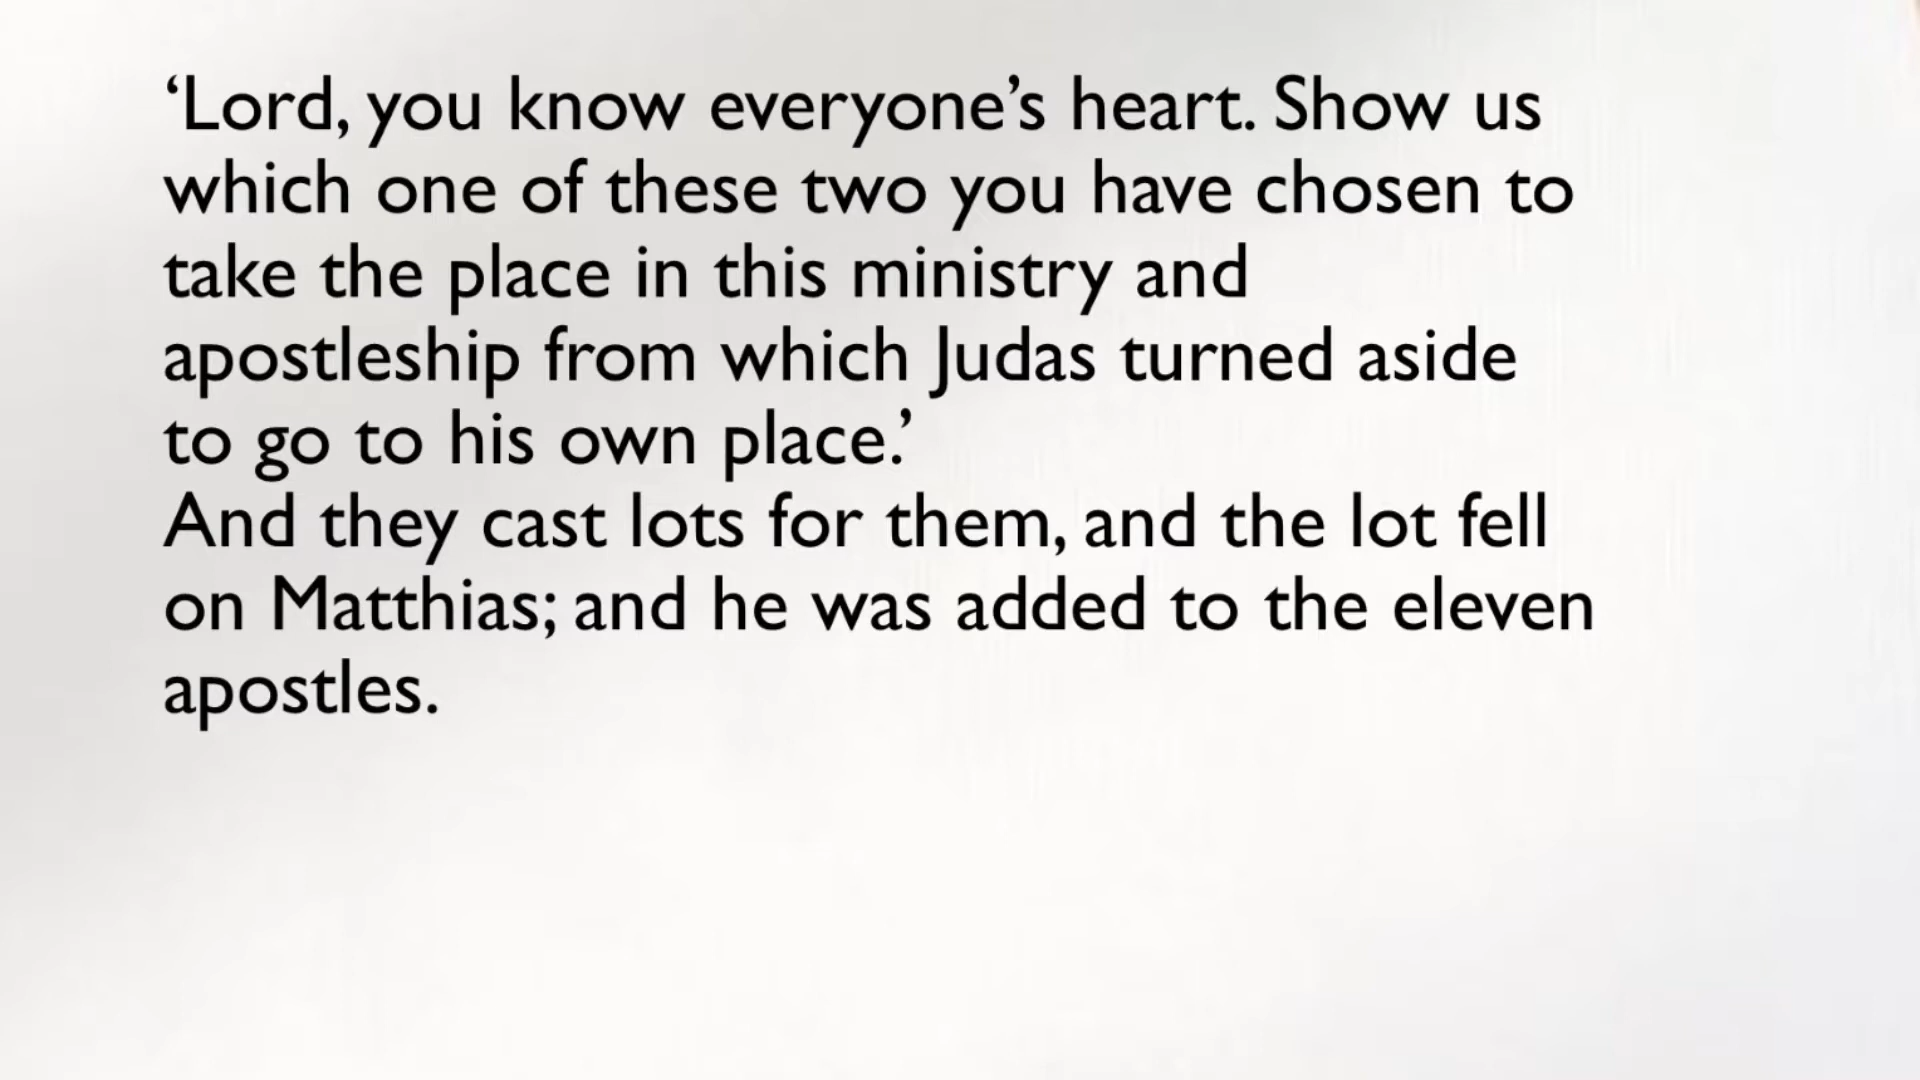 ‘Lord, you know everyone’s heart. Show us
which one of these two you have chosen to
take the place in this ministry and
apostleship from which Judas turned aside
to go to his own place.’
And they cast lots for them, and the lot fell
on Matthias; and he was added to the eleven
apostles.